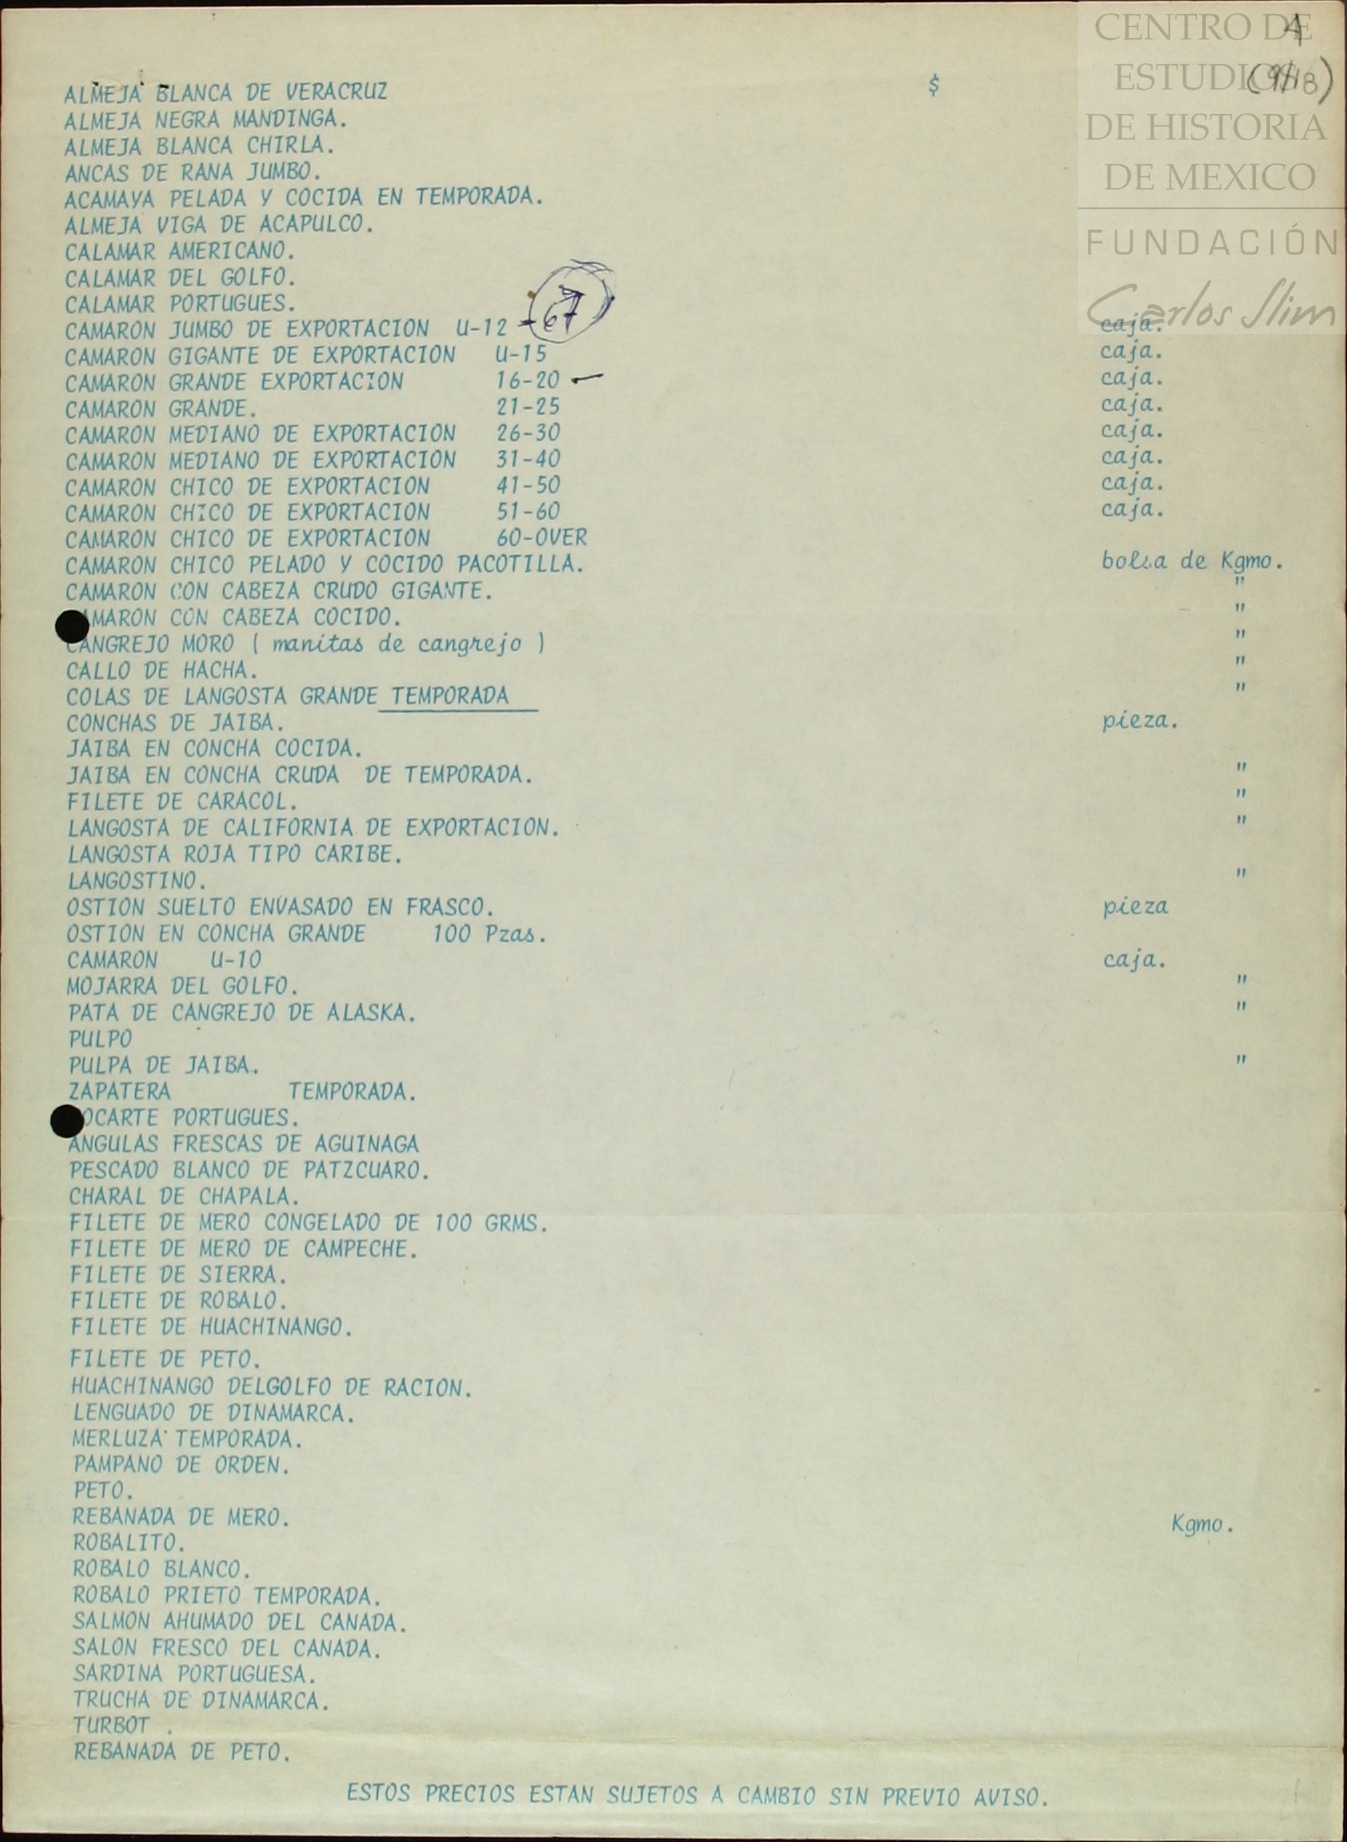 4
(9/18)
CENTRO DE
ESTUDIOS
DE HISTORIA
DE MEXICO
FUNDACIÓN
Carlos Slim
ALMEJA BLANCA DE VERACRUZ $
ALMEJA NEGRA MANDINGA.
ALMEJA BLANCA CHIRLA.
ANCAS DE RANA JUMBO.
ACAMAYA PELADA Y COCIDA EN TEMPORADA.
ALMEJA VIGA DE ACAPULCO.
CALAMAR AMERICANO.
CALAMAR DEL GOLFO.
CALAMAR PORTUGUES.
CAMARON JUMBO DE EXPORTACION U-12 - 67 caja.
CAMARON GIGANTE DE EXPORTACION U-15 caja.
CAMARON GRANDE EXPORTACION 16-20 — caja.
CAMARON GRANDE. 21-25 caja.
CAMARON MEDIANO DE EXPORTACION 26-30 caja.
CAMARON MEDIANO DE EXPORTACION 31-40 caja.
CAMARON CHICO DE EXPORTACION 41-50 caja.
CAMARON CHICO DE EXPORTACION 51-60 caja.
CAMARON CHICO DE EXPORTACION 60-OVER
CAMARON CHICO PELADO Y COCIDO PACOTILLA. bolsa de Kgmo.
CAMARON CON CABEZA CRUDO GIGANTE. "
AMARON CON CABEZA COCIDO. "
CANGREJO MORO ( manitas de cangrejo ) "
CALLO DE HACHA. "
COLAS DE LANGOSTA GRANDE TEMPORADA "
CONCHAS DE JAIBA. pieza.
JAIBA EN CONCHA COCIDA.
JAIBA EN CONCHA CRUDA DE TEMPORADA. "
FILETE DE CARACOL. "
LANGOSTA DE CALIFORNIA DE EXPORTACION. "
LANGOSTA ROJA TIPO CARIBE.
LANGOSTINO. "
OSTION SUELTO ENVASADO EN FRASCO. pieza
OSTION EN CONCHA GRANDE 100 Pzas.
CAMARON U-10 caja.
MOJARRA DEL GOLFO. "
PATA DE CANGREJO DE ALASKA. "
PULPO
PULPA DE JAIBA. "
ZAPATERA TEMPORADA.
OCARTE PORTUGUES.
ANGULAS FRESCAS DE AGUINAGA
PESCADO BLANCO DE PATZCUARO.
CHARAL DE CHAPALA.
FILETE DE MERO CONGELADO DE 100 GRMS.
FILETE DE MERO DE CAMPECHE.
FILETE DE SIERRA.
FILETE DE ROBALO.
FILETE DE HUACHINANGO.
FILETE DE PETO.
HUACHINANGO DELGOLFO DE RACION.
LENGUADO DE DINAMARCA.
MERLUZA TEMPORADA.
PAMPANO DE ORDEN.
PETO.
REBANADA DE MERO. Kgmo.
ROBALITO.
ROBALO BLANCO.
ROBALO PRIETO TEMPORADA.
SALMON AHUMADO DEL CANADA.
SALON FRESCO DEL CANADA.
SARDINA PORTUGUESA.
TRUCHA DE DINAMARCA.
TURBOT .
REBANADA DE PETO.
ESTOS PRECIOS ESTAN SUJETOS A CAMBIO SIN PREVIO AVISO.